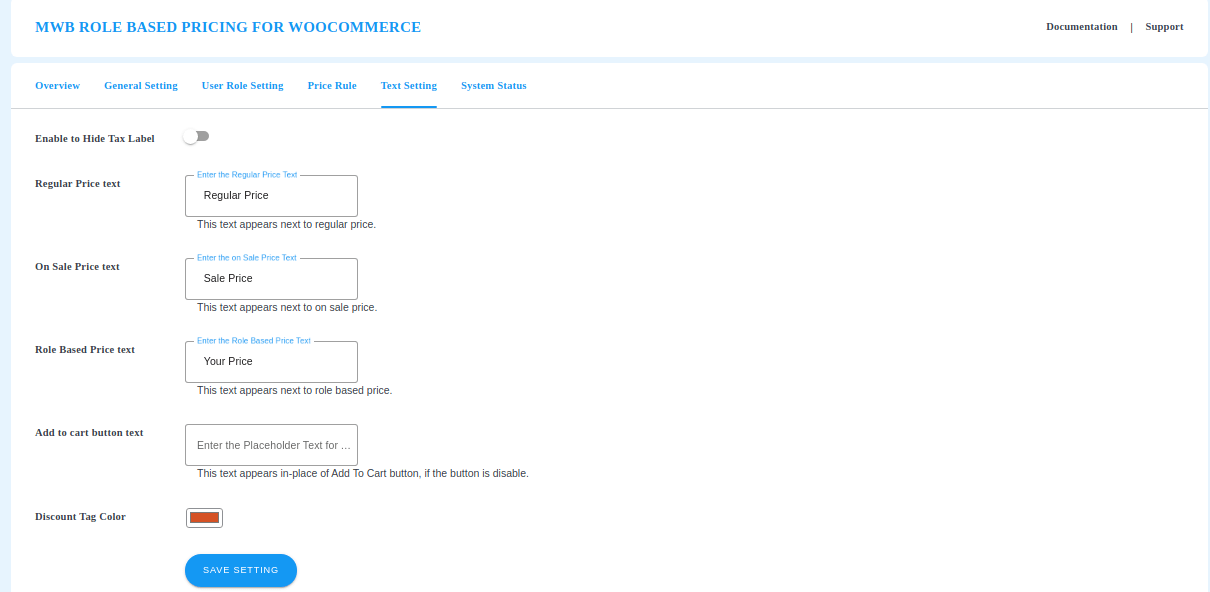 MWB ROLE BASED PRICING FOR WOOCOMMERCE
Documentation | Support
Overview General Setting User Role Setting Price Rule Text Setting System Status
Enable to Hide Tax Label
Enter the Regular Price Text
Regular Price text
Regular Price
This text appears next to regular price.
Enter the on Sale Price Text
On Sale Price text
Sale Price
This text appears next to on sale price.
Enter the Role Based Price Text
Role Based Price text
Your Price
This text appears next to role based price.
Add to cart button text
Enter the Placeholder Text for ...
This text appears in-place of Add To Cart button, if the button is disable.
Discount Tag Color
SAVE SETTING